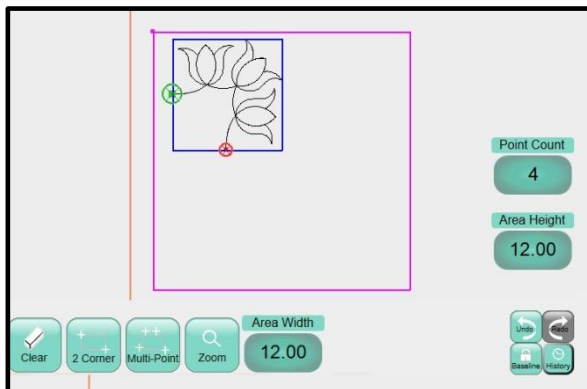 Point Count
4
Area Height
12.00
Clear
2 Corner
Multi-Point
Zoom
Area Width
12.00
Undo
Redo
Baseline
History